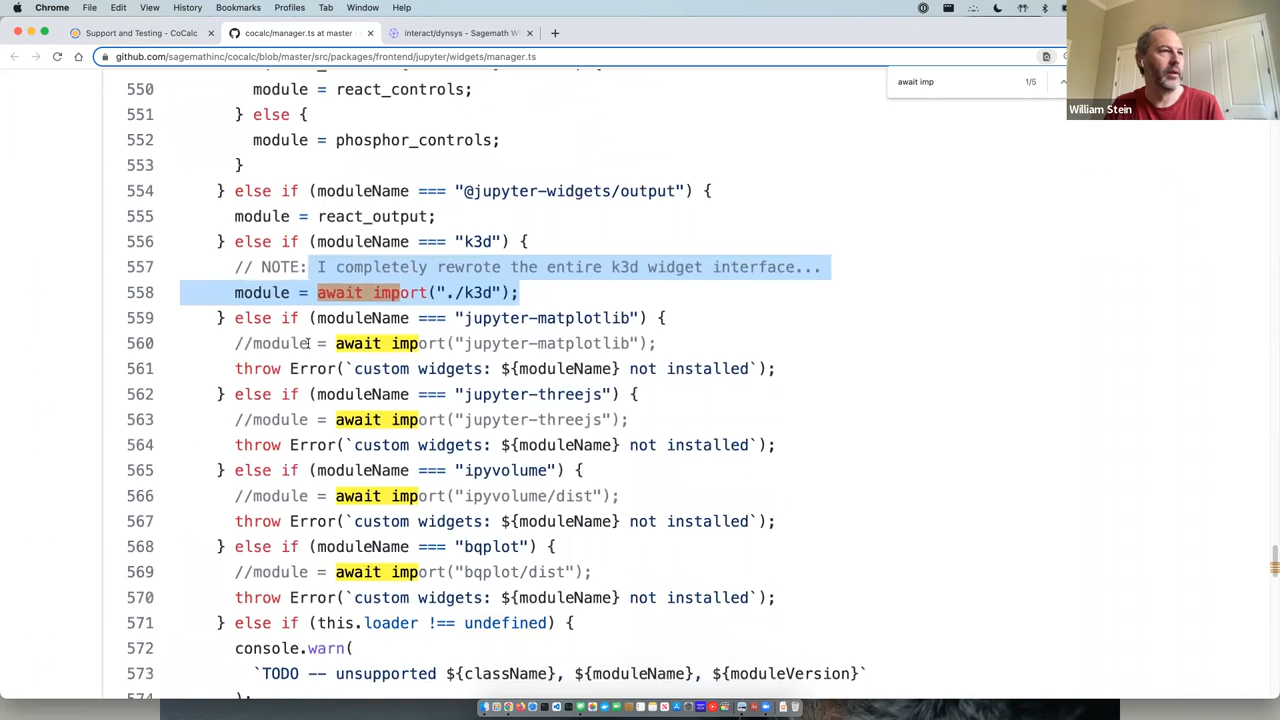 Chrome File Edit View History Bookmarks Profiles Tab Window Help
Support and Testing - CoCalc × cocalc/manager.ts at master · × interact/dynsys - Sagemath W × +
github.com/sagemathinc/cocalc/blob/master/src/packages/frontend/jupyter/widgets/manager.ts
await imp 1/5
William Stein
550 module = react_controls;
551 } else {
552 module = phosphor_controls;
553 }
554 } else if (moduleName === "@jupyter-widgets/output") {
555 module = react_output;
556 } else if (moduleName === "k3d") {
557 // NOTE: I completely rewrote the entire k3d widget interface...
558 module = await import("./k3d");
559 } else if (moduleName === "jupyter-matplotlib") {
560 //module = await import("jupyter-matplotlib");
561 throw Error(`custom widgets: ${moduleName} not installed`);
562 } else if (moduleName === "jupyter-threejs") {
563 //module = await import("jupyter-threejs");
564 throw Error(`custom widgets: ${moduleName} not installed`);
565 } else if (moduleName === "ipyvolume") {
566 //module = await import("ipyvolume/dist");
567 throw Error(`custom widgets: ${moduleName} not installed`);
568 } else if (moduleName === "bqplot") {
569 //module = await import("bqplot/dist");
570 throw Error(`custom widgets: ${moduleName} not installed`);
571 } else if (this.loader !== undefined) {
572 console.warn(
573 `TODO -- unsupported ${className}, ${moduleName}, ${moduleVersion}`